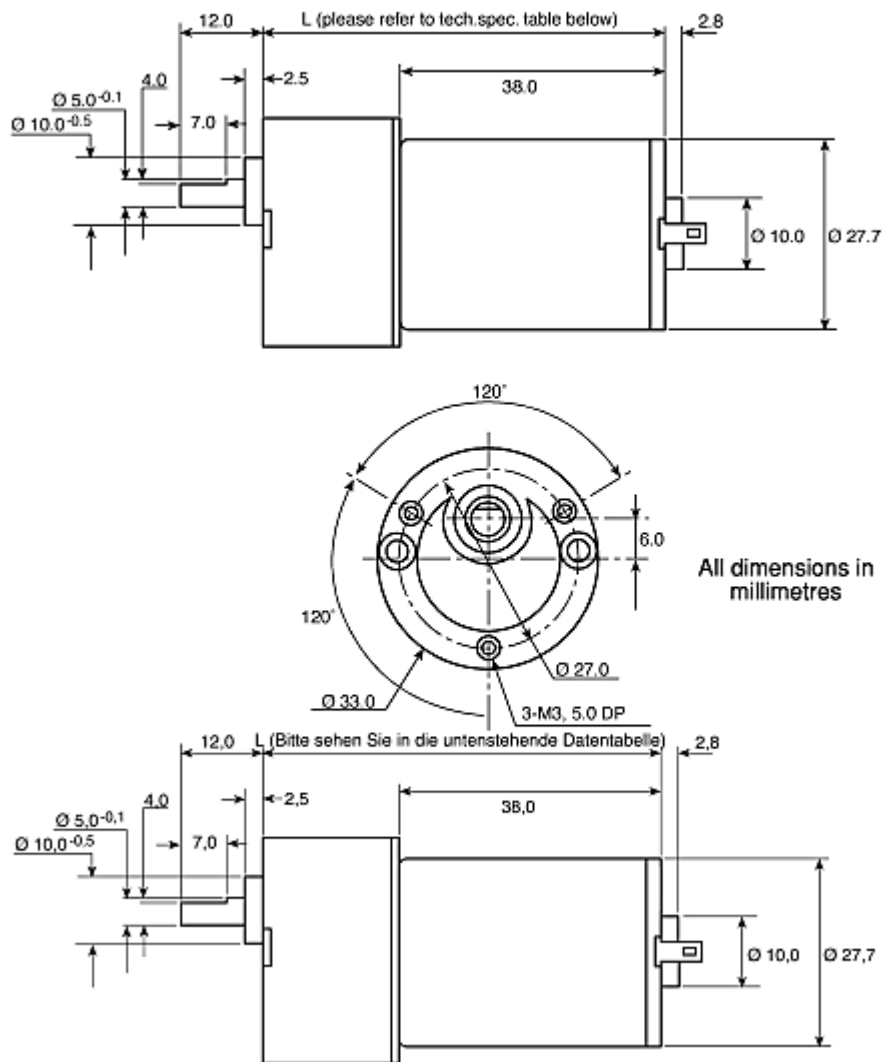 12.0
L (please refer to tech.spec. table below)
2.8
4.0
2.5
38.0
Ø 5.0-0.1
7.0
Ø 10.0-0.5
Ø 10.0
Ø 27.7
120°
6.0
All dimensions in
millimetres
120°
Ø 27.0
Ø 33.0
3-M3, 5.0 DP
12,0
L (Bitte sehen Sie in die untenstehende Datentabelle)
2,8
4.0
2,5
38,0
Ø 5,0-0,1
7,0
Ø 10,0-0.5
Ø 10,0
Ø 27,7